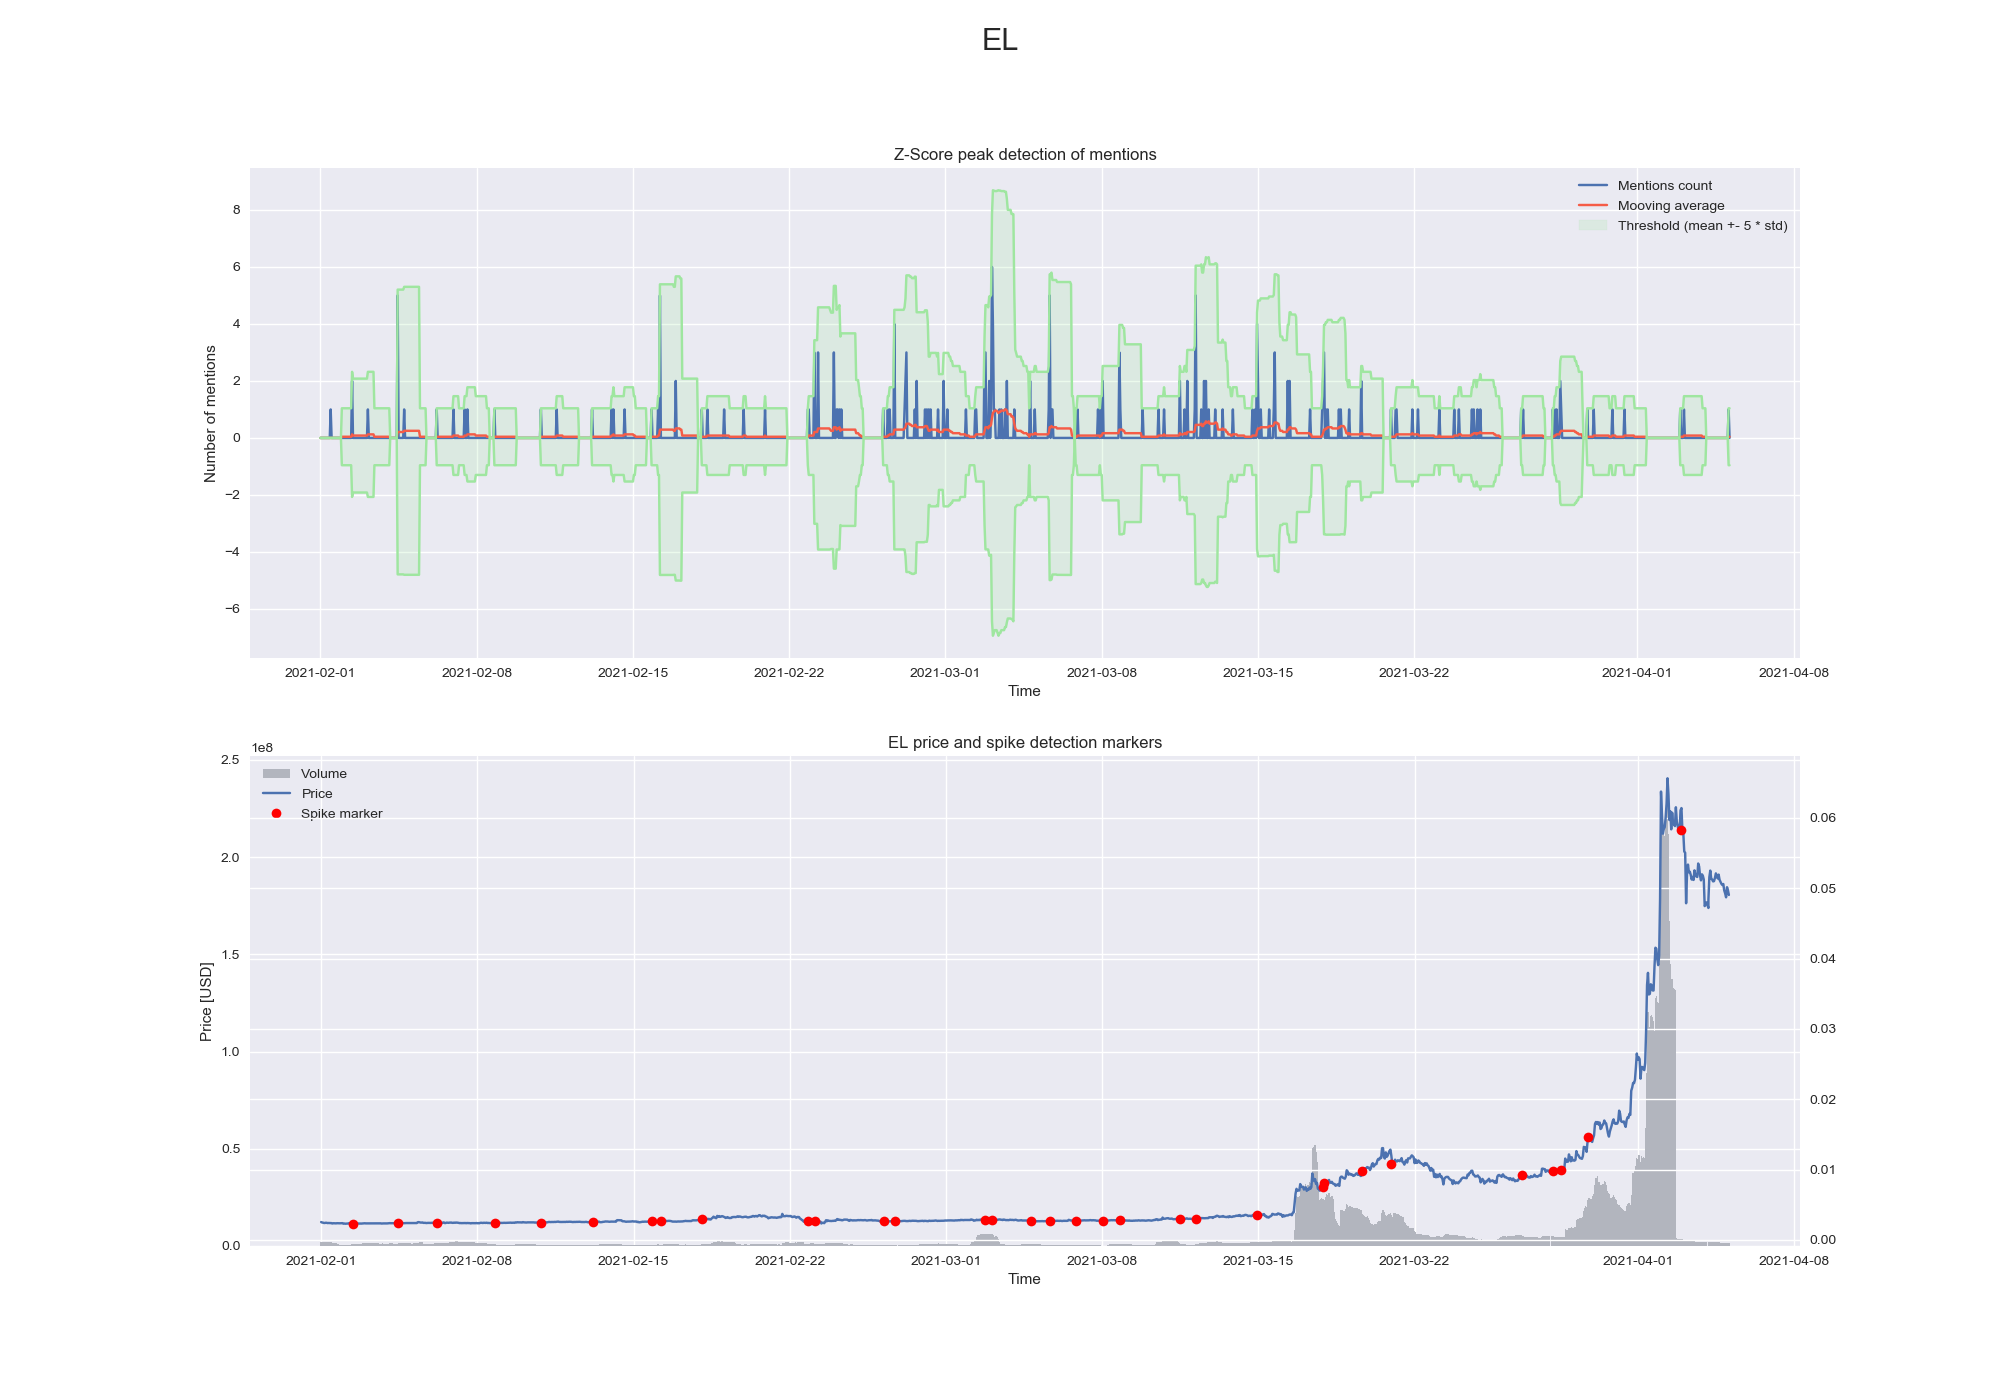 EL
Z-Score peak detection of mentions
Mentions count
Mooving average
Threshold (mean +- 5 * std)
Number of mentions
8
6
4
2
0
−2
−4
−6
2021-02-01 2021-02-08 2021-02-15 2021-02-22 2021-03-01 2021-03-08 2021-03-15 2021-03-22 2021-04-01 2021-04-08
Time
EL price and spike detection markers
1e8
Volume
Price
Spike marker
Price [USD]
2.5
2.0
1.5
1.0
0.5
0.0
0.06
0.05
0.04
0.03
0.02
0.01
0.00
2021-02-01 2021-02-08 2021-02-15 2021-02-22 2021-03-01 2021-03-08 2021-03-15 2021-03-22 2021-04-01 2021-04-08
Time